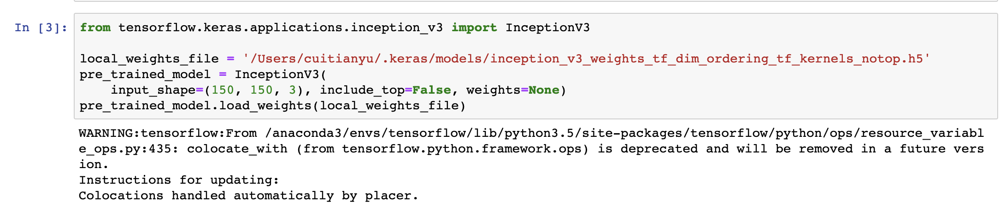 In [3]: from tensorflow.keras.applications.inception_v3 import InceptionV3
local_weights_file = '/Users/cuitianyu/.keras/models/inception_v3_weights_tf_dim_ordering_tf_kernels_notop.h5'
pre_trained_model = InceptionV3(
    input_shape=(150, 150, 3), include_top=False, weights=None)
pre_trained_model.load_weights(local_weights_file)
WARNING:tensorflow:From /anaconda3/envs/tensorflow/lib/python3.5/site-packages/tensorflow/python/ops/resource_variabl
e_ops.py:435: colocate_with (from tensorflow.python.framework.ops) is deprecated and will be removed in a future vers
ion.
Instructions for updating:
Colocations handled automatically by placer.